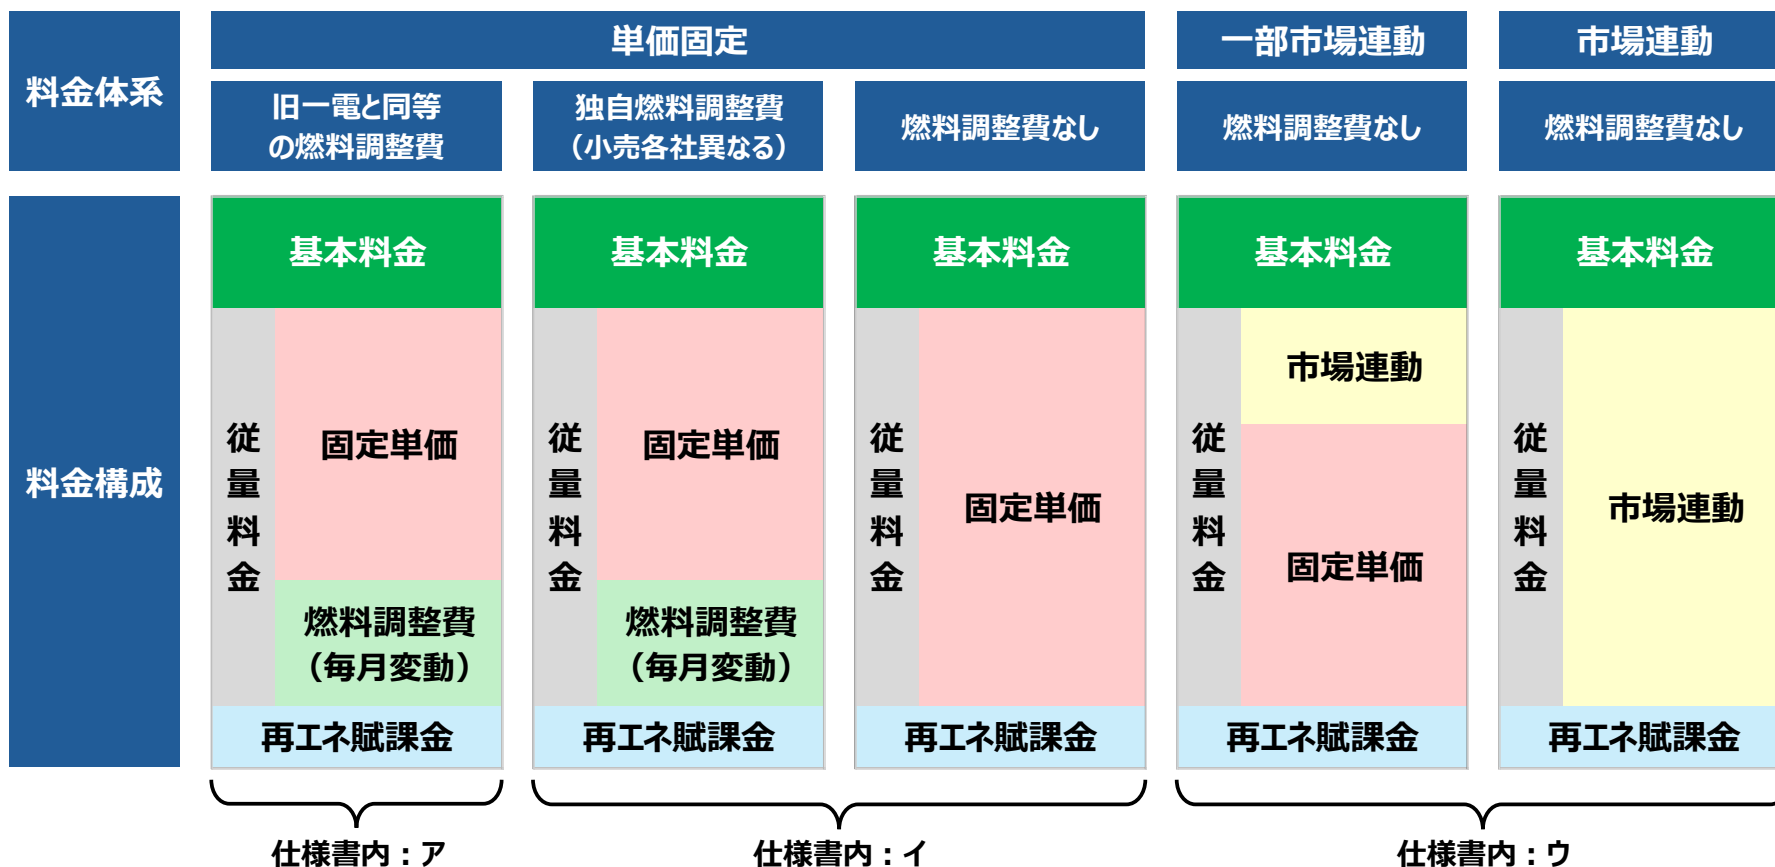 料金体系
単価固定
一部市場連動
市場連動
旧一電と同等
の燃料調整費
独自燃料調整費
（小売各社異なる）
燃料調整費なし
燃料調整費なし
燃料調整費なし
料金構成
基本料金
従量料金
固定単価
燃料調整費
（毎月変動）
再エネ賦課金
基本料金
従量料金
固定単価
燃料調整費
（毎月変動）
再エネ賦課金
基本料金
従量料金
固定単価
再エネ賦課金
基本料金
従量料金
市場連動
固定単価
再エネ賦課金
基本料金
従量料金
市場連動
再エネ賦課金
仕様書内：ア
仕様書内：イ
仕様書内：ウ